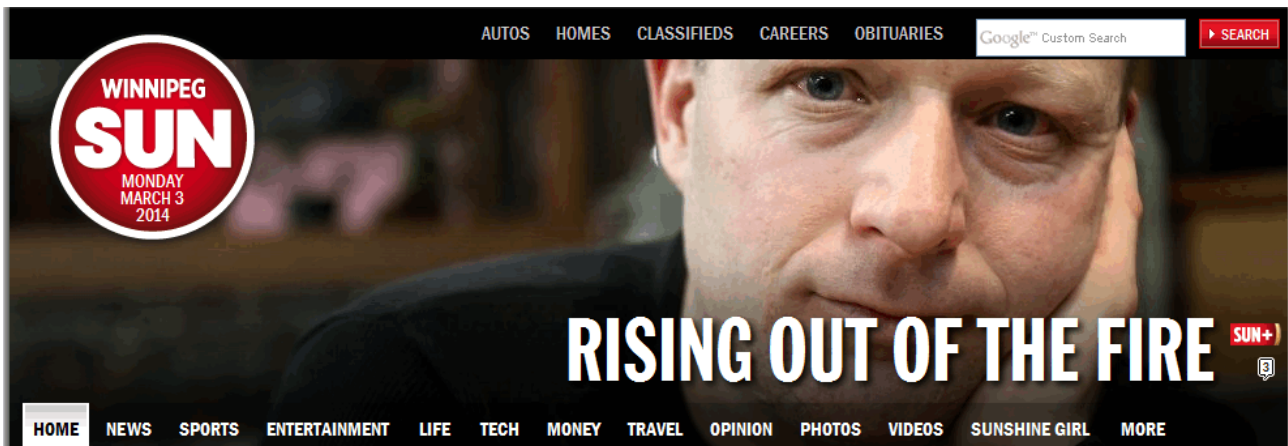 AUTOS HOMES CLASSIFIEDS CAREERS OBITUARIES Google™ Custom Search SEARCH
WINNIPEG
SUN
MONDAY
MARCH 3
2014
RISING OUT OF THE FIRE
SUN+
3
HOME NEWS SPORTS ENTERTAINMENT LIFE TECH MONEY TRAVEL OPINION PHOTOS VIDEOS SUNSHINE GIRL MORE